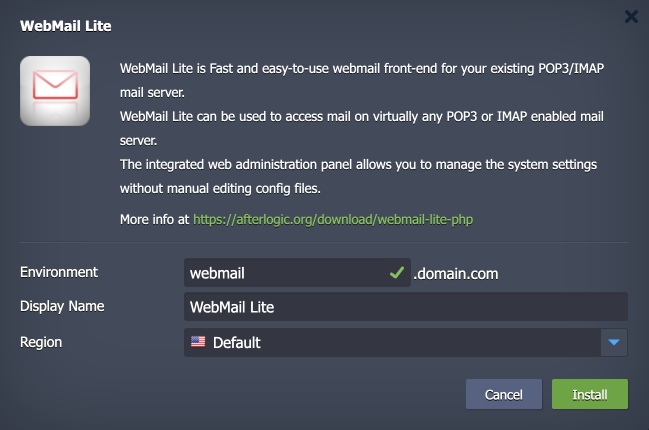 WebMail Lite
WebMail Lite is Fast and easy-to-use webmail front-end for your existing POP3/IMAP
mail server.
WebMail Lite can be used to access mail on virtually any POP3 or IMAP enabled mail
server.
The integrated web administration panel allows you to manage the system settings
without manual editing config files.
More info at https://afterlogic.org/download/webmail-lite-php
Environment webmail .domain.com
Display Name WebMail Lite
Region Default
Cancel Install